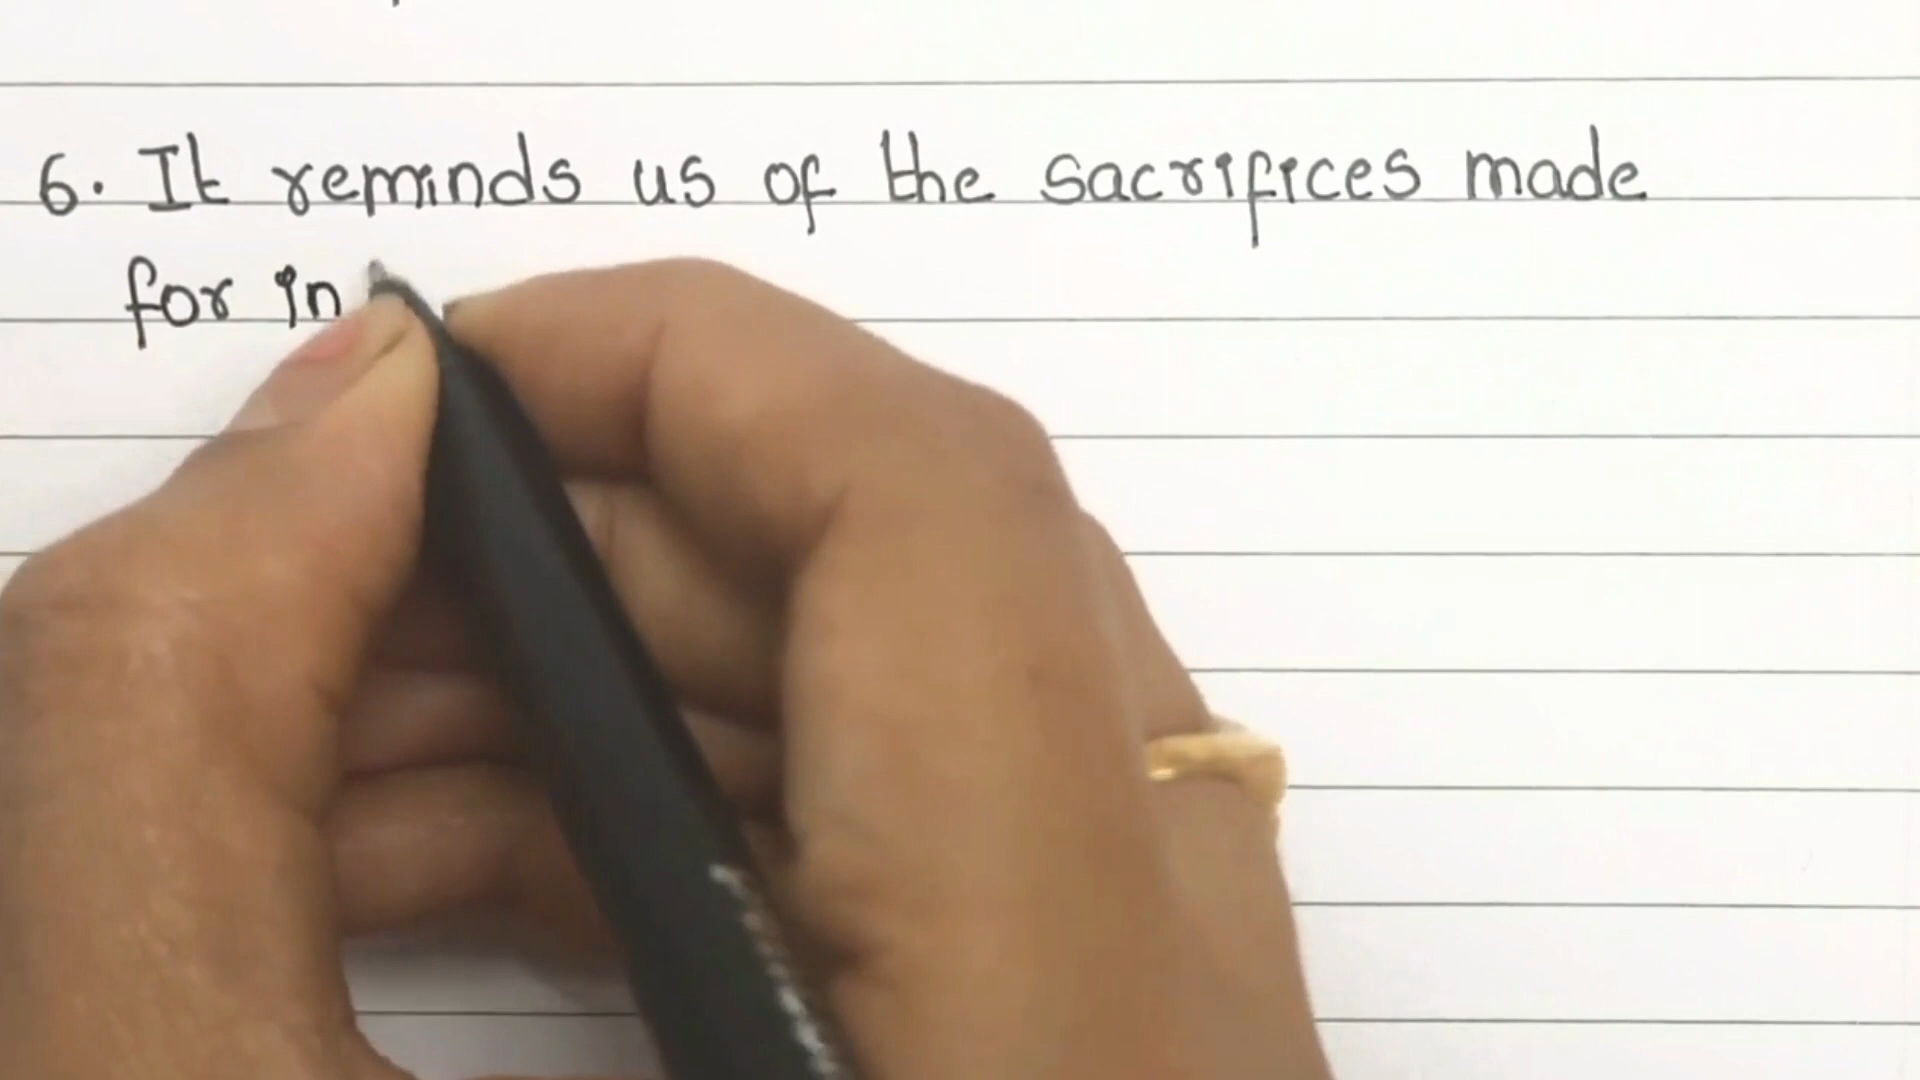 6. It reminds us of the sacrifices made
for in